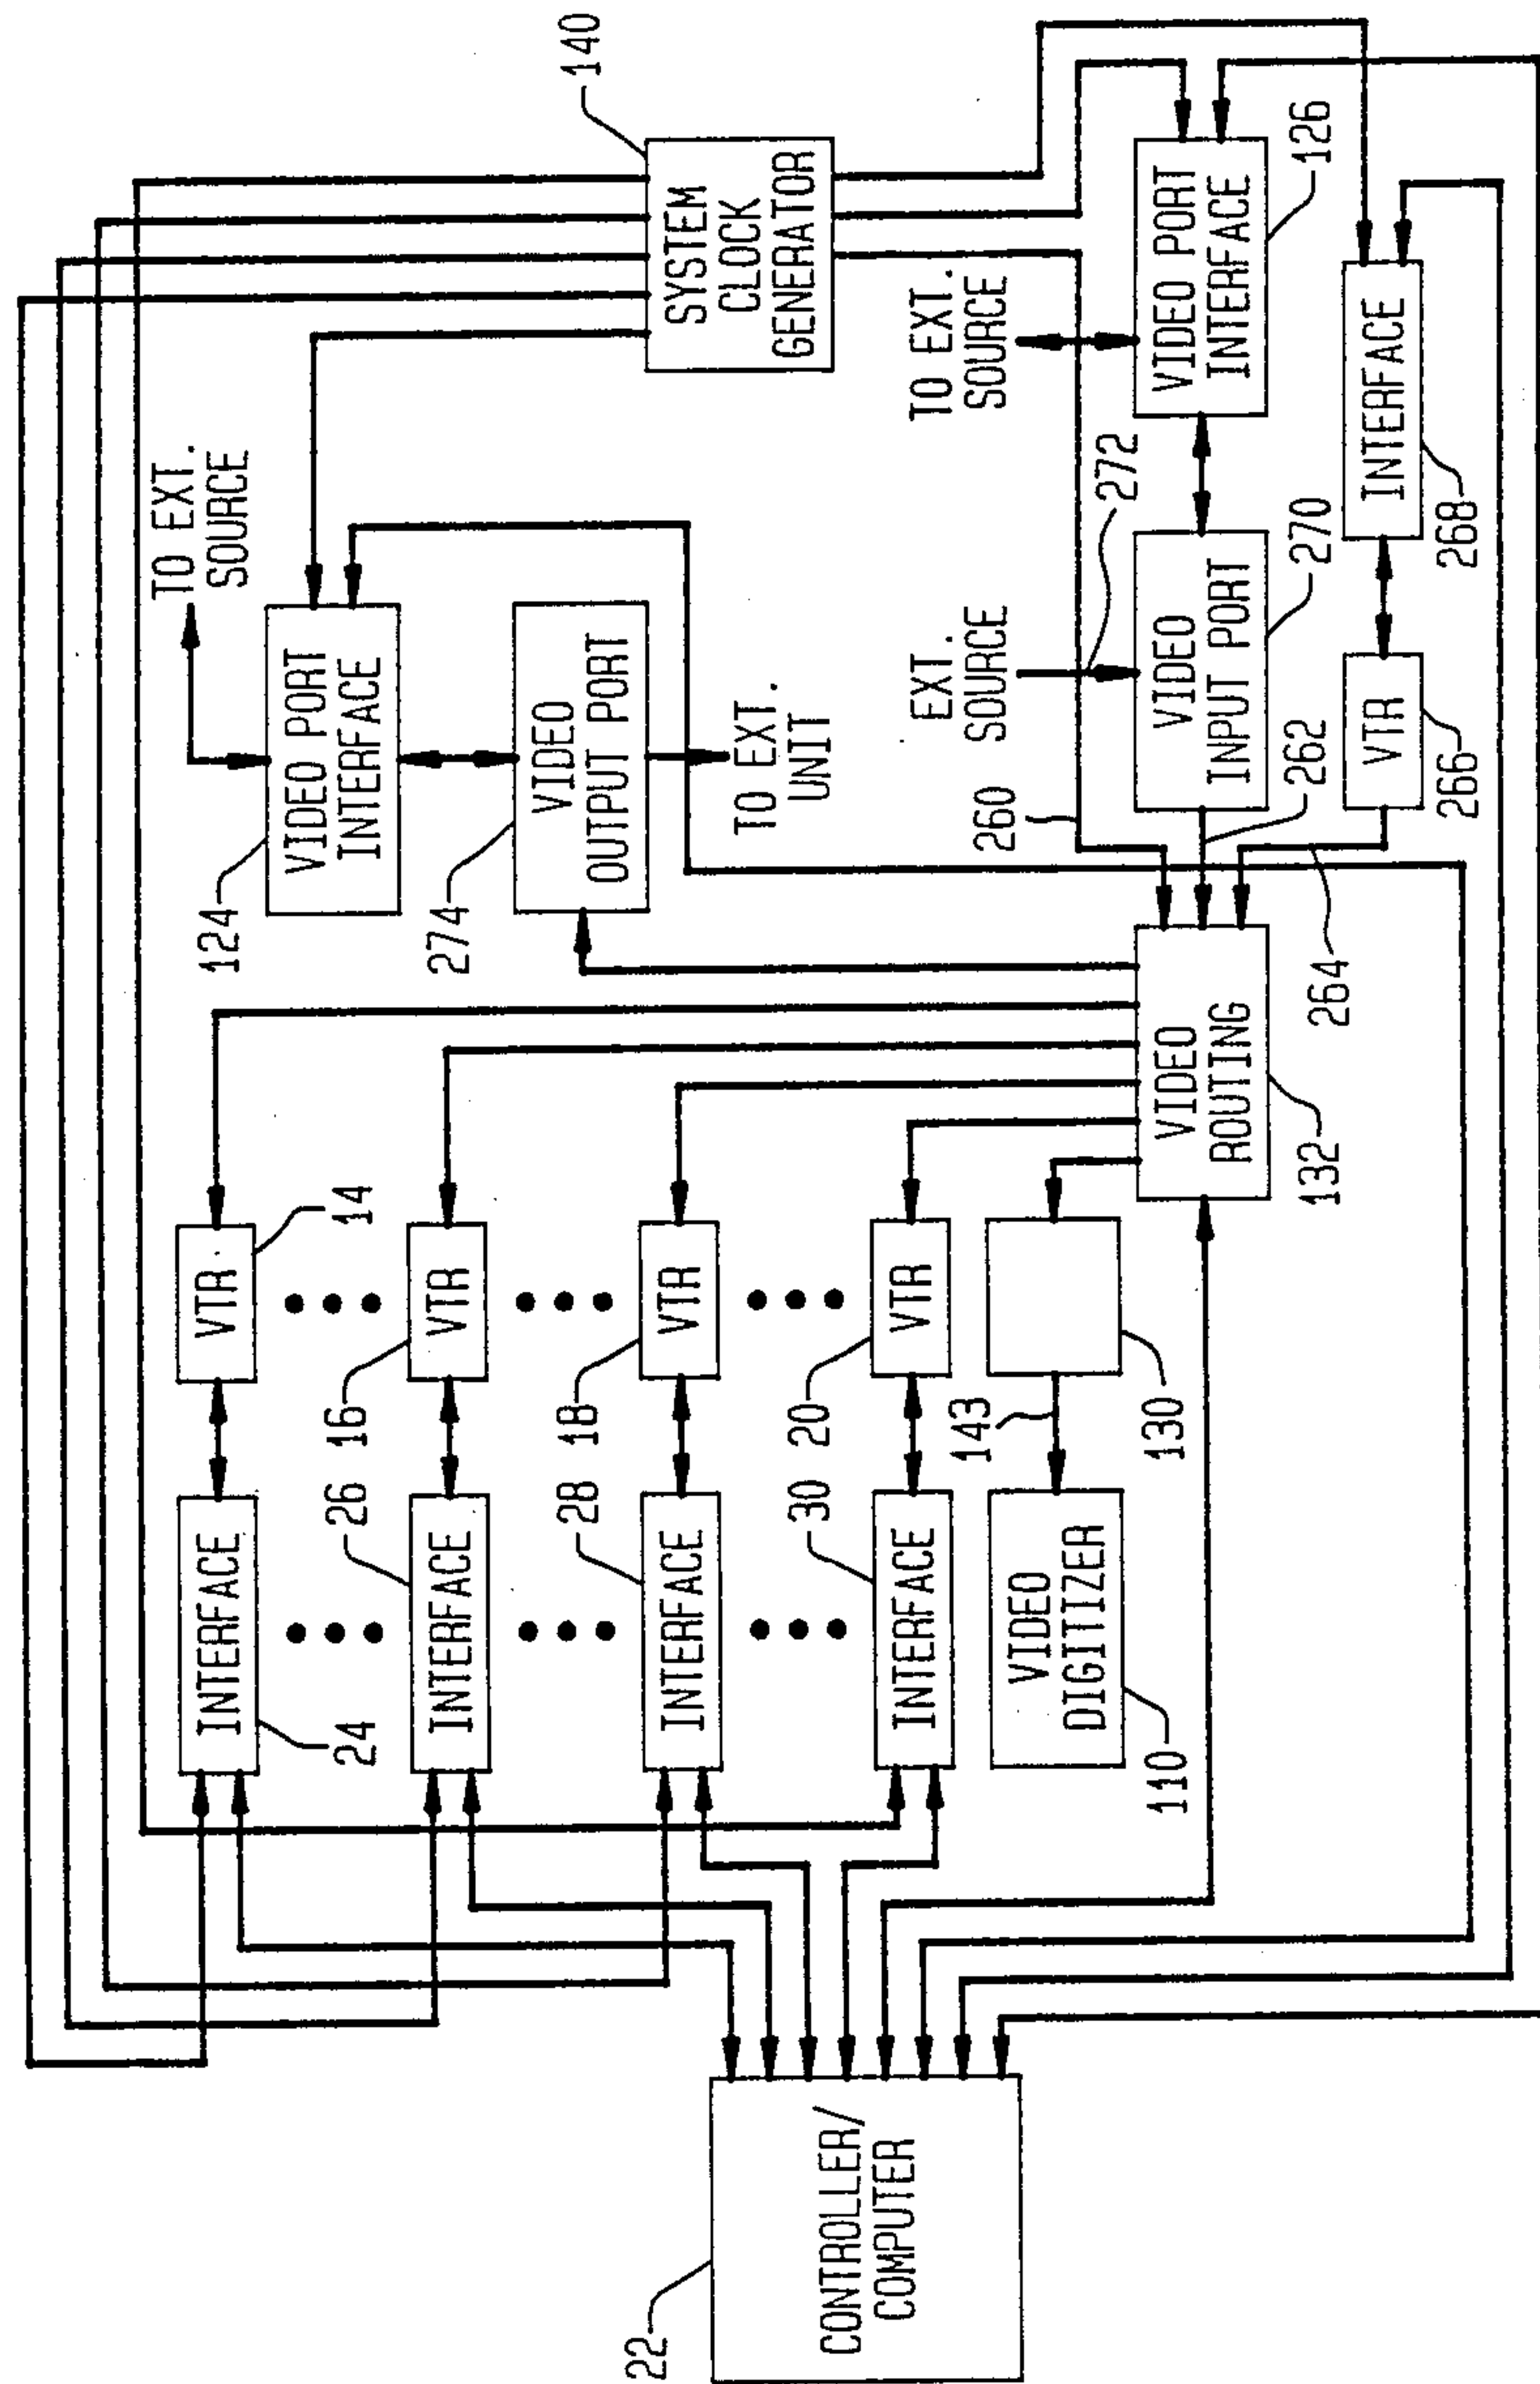 22
CONTROLLER/
COMPUTER
INTERFACE
24
VTR
14
26
INTERFACE
16
VTR
28
INTERFACE
18
VTR
30
INTERFACE
20
VTR
VIDEO
DIGITIZER
110
143
130
VIDEO
ROUTING
132
124
VIDEO PORT
INTERFACE
TO EXT.
SOURCE
274
VIDEO
OUTPUT PORT
TO EXT.
UNIT
SYSTEM
CLOCK
GENERATOR
140
EXT.
SOURCE
272
260
VIDEO
INPUT PORT
262
270
TO EXT.
SOURCE
VIDEO PORT
INTERFACE
126
264
VTR
266
INTERFACE
268